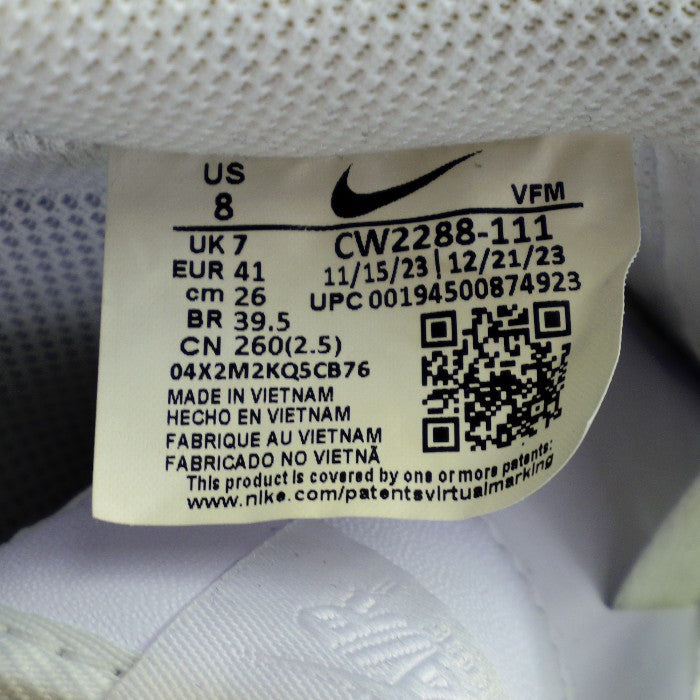 US
8
VFM
UK 7
EUR 41
cm 26
BR 39.5
CN 260(2.5)
CW2288-111
11/15/23 | 12/21/23
UPC 00194500874923
04X2M2KQ5CB76
MADE IN VIETNAM
HECHO EN VIETNAM
FABRIQUE AU VIETNAM
FABRICADO NO VIETNÃ
This product is covered by one or more patents:
www.nike.com/patentsvirtualmarking
AIR